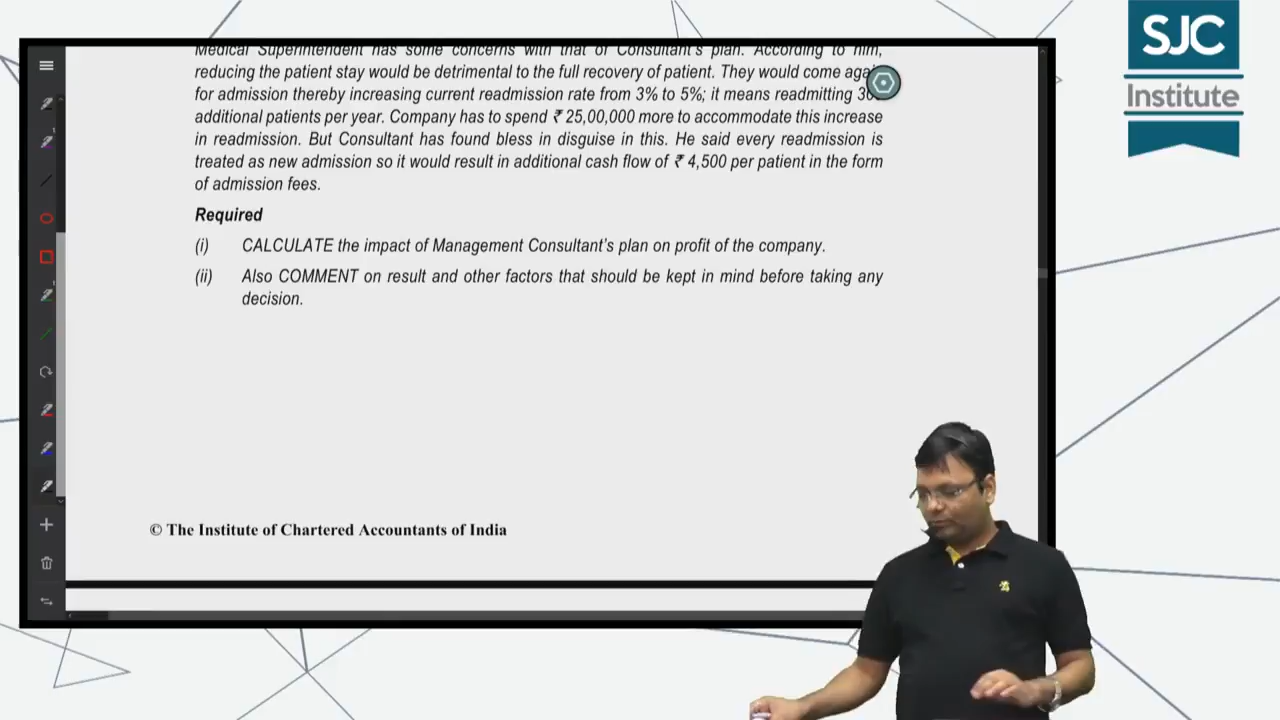 SJC
Institute
Medical Superintendent has some concerns with that of Consultant's plan. According to him,
reducing the patient stay would be detrimental to the full recovery of patient. They would come again
for admission thereby increasing current readmission rate from 3% to 5%; it means readmitting
additional patients per year. Company has to spend ₹ 25,00,000 more to accommodate this increase
in readmission. But Consultant has found bless in disguise in this. He said every readmission is
treated as new admission so it would result in additional cash flow of ₹ 4,500 per patient in the form
of admission fees.
Required
(i) CALCULATE the impact of Management Consultant's plan on profit of the company.
(ii) Also COMMENT on result and other factors that should be kept in mind before taking any
decision.
© The Institute of Chartered Accountants of India